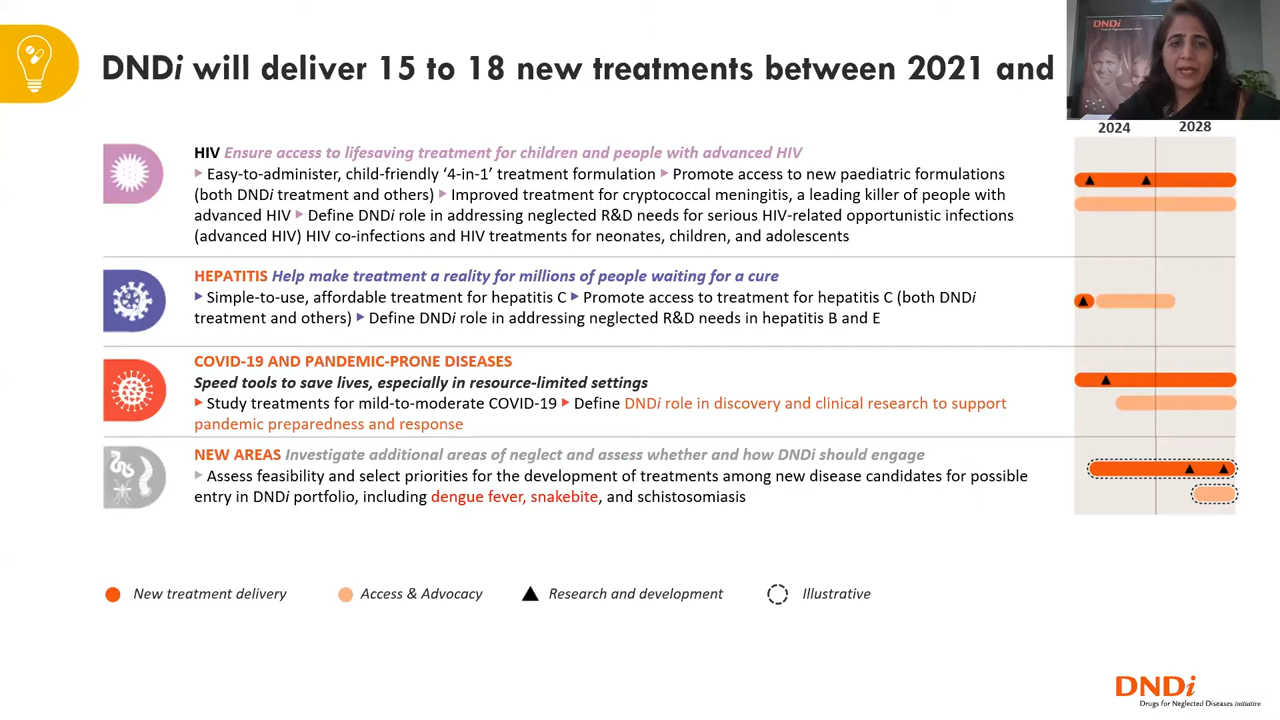 DNDi will deliver 15 to 18 new treatments between 2021 and
DNDi
2024 2028
HIV Ensure access to lifesaving treatment for children and people with advanced HIV
▸ Easy-to-administer, child-friendly ‘4-in-1’ treatment formulation ▸ Promote access to new paediatric formulations
(both DNDi treatment and others) ▸ Improved treatment for cryptococcal meningitis, a leading killer of people with
advanced HIV ▸ Define DNDi role in addressing neglected R&D needs for serious HIV-related opportunistic infections
(advanced HIV) HIV co-infections and HIV treatments for neonates, children, and adolescents
HEPATITIS Help make treatment a reality for millions of people waiting for a cure
▸ Simple-to-use, affordable treatment for hepatitis C ▸ Promote access to treatment for hepatitis C (both DNDi
treatment and others) ▸ Define DNDi role in addressing neglected R&D needs in hepatitis B and E
COVID-19 AND PANDEMIC-PRONE DISEASES
Speed tools to save lives, especially in resource-limited settings
▸ Study treatments for mild-to-moderate COVID-19 ▸ Define DNDi role in discovery and clinical research to support
pandemic preparedness and response
NEW AREAS Investigate additional areas of neglect and assess whether and how DNDi should engage
▸ Assess feasibility and select priorities for the development of treatments among new disease candidates for possible
entry in DNDi portfolio, including dengue fever, snakebite, and schistosomiasis
New treatment delivery Access & Advocacy Research and development Illustrative
DNDi
Drugs for Neglected Diseases initiative